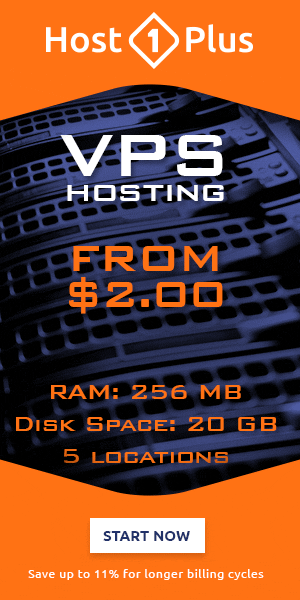 Host 1 Plus
VPS
HOSTING
FROM
$2.00
RAM: 256 MB
Disk Space: 20 GB
5 locations
START NOW
Save up to 11% for longer billing cycles